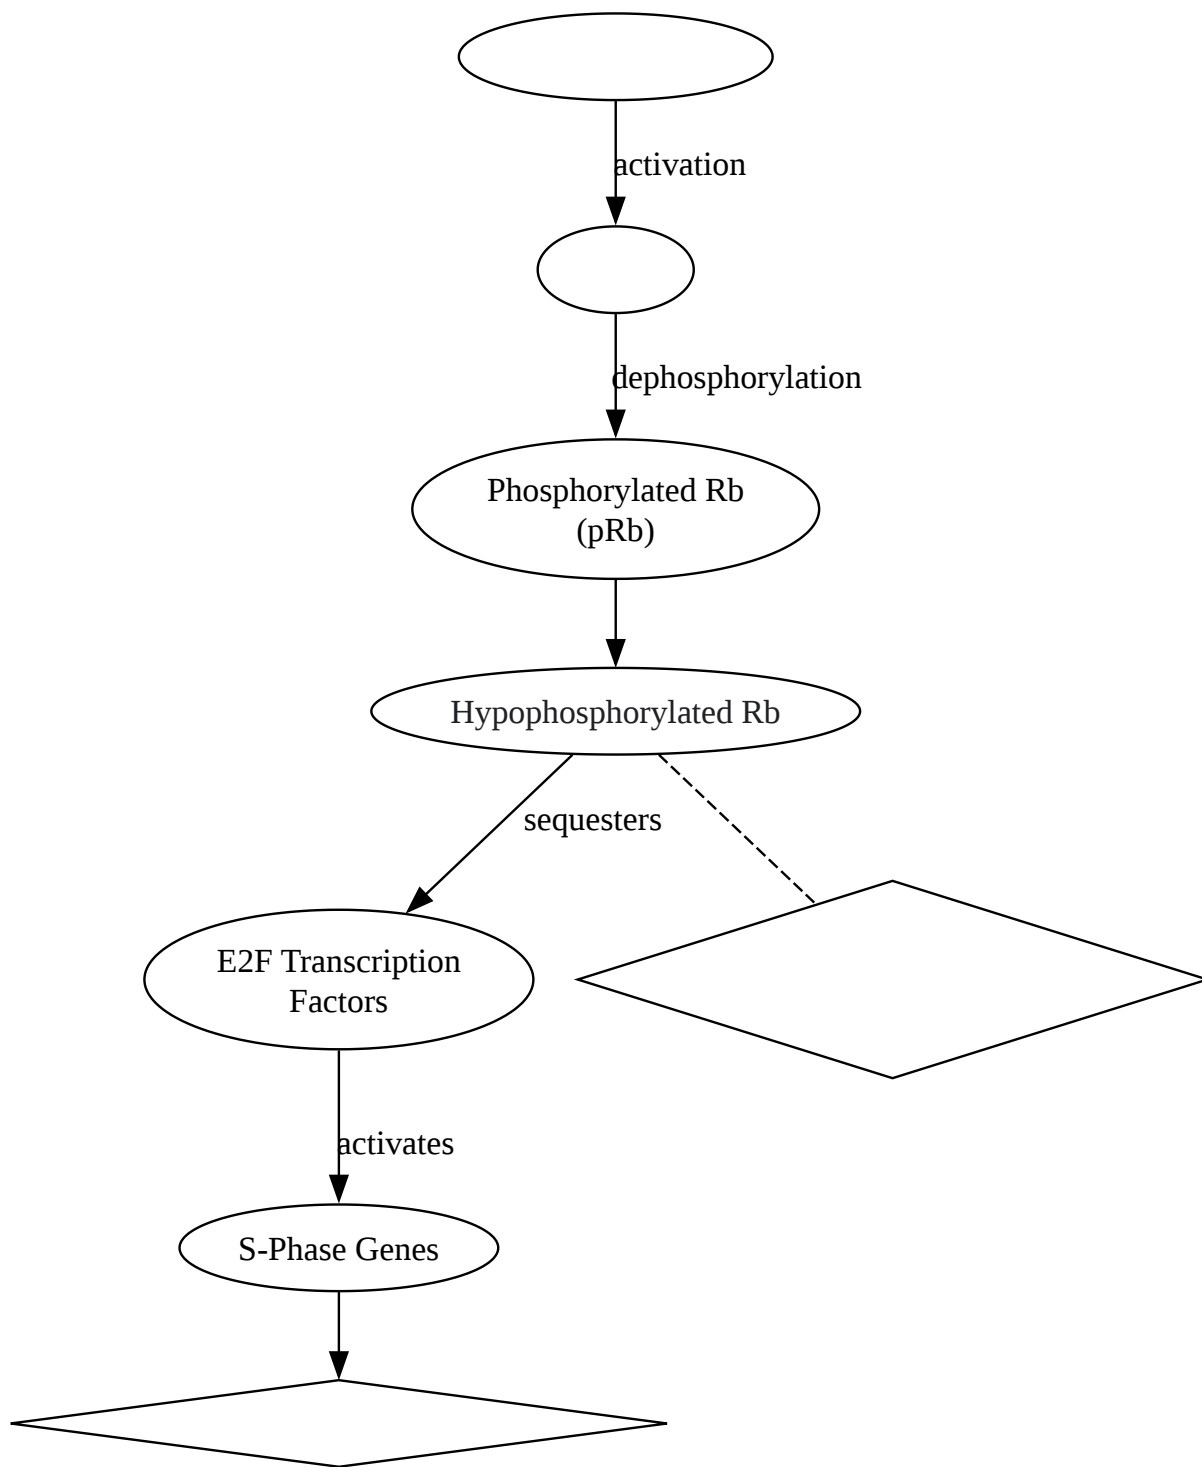 activation
dephosphorylation
Phosphorylated Rb
(pRb)
Hypophosphorylated Rb
sequesters
E2F Transcription
Factors
activates
S-Phase Genes